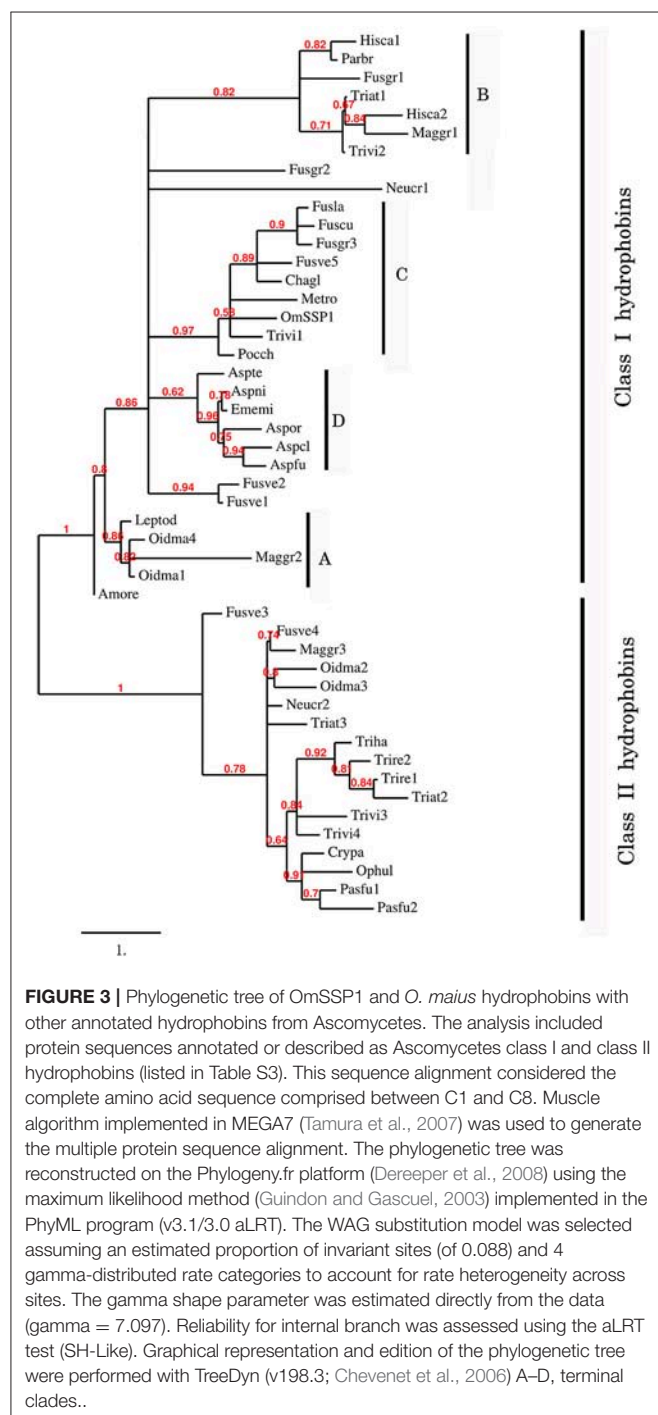 0.82
Hisca1
Parbr
Fusgr1
0.82
Triat1
0.67
0.84
Hisca2
0.71
Maggr1
Trivi2
B
Fusgr2
Neucr1
Fusla
0.9
Fuscu
Fusgr3
0.89
Fusve5
Chagl
C
Metro
0.53
OmSSP1
0.97
Trivi1
Pocch
Aspte
0.62
0.78
Aspni
Ememi
0.96
Aspor
D
0.75
0.94
Aspcl
Aspfu
0.86
0.94
Fusve2
Fusve1
0.8
Leptod
0.86
Oidma4
1
0.82
Maggr2
A
Oidma1
Amore
Class I hydrophobins
Fusve3
0.74
Fusve4
Maggr3
Oidma2
Oidma3
1
Neucr2
Triat3
Triha
0.92
Trire2
0.78
0.84
Trire1
Triat2
0.84
Trivi3
Trivi4
0.64
Crypa
0.91
Ophul
0.7
Pasfu1
Pasfu2
Class II hydrophobins
1.
FIGURE 3 | Phylogenetic tree of OmSSP1 and O. maius hydrophobins with
other annotated hydrophobins from Ascomycetes. The analysis included
protein sequences annotated or described as Ascomycetes class I and class II
hydrophobins (listed in Table S3). This sequence alignment considered the
complete amino acid sequence comprised between C1 and C8. Muscle
algorithm implemented in MEGA7 (Tamura et al., 2007) was used to generate
the multiple protein sequence alignment. The phylogenetic tree was
reconstructed on the Phylogeny.fr platform (Dereeper et al., 2008) using the
maximum likelihood method (Guindon and Gascuel, 2003) implemented in the
PhyML program (v3.1/3.0 aLRT). The WAG substitution model was selected
assuming an estimated proportion of invariant sites (of 0.088) and 4
gamma-distributed rate categories to account for rate heterogeneity across
sites. The gamma shape parameter was estimated directly from the data
(gamma = 7.097). Reliability for internal branch was assessed using the aLRT
test (SH-Like). Graphical representation and edition of the phylogenetic tree
were performed with TreeDyn (v198.3; Chevenet et al., 2006) A–D, terminal
clades..